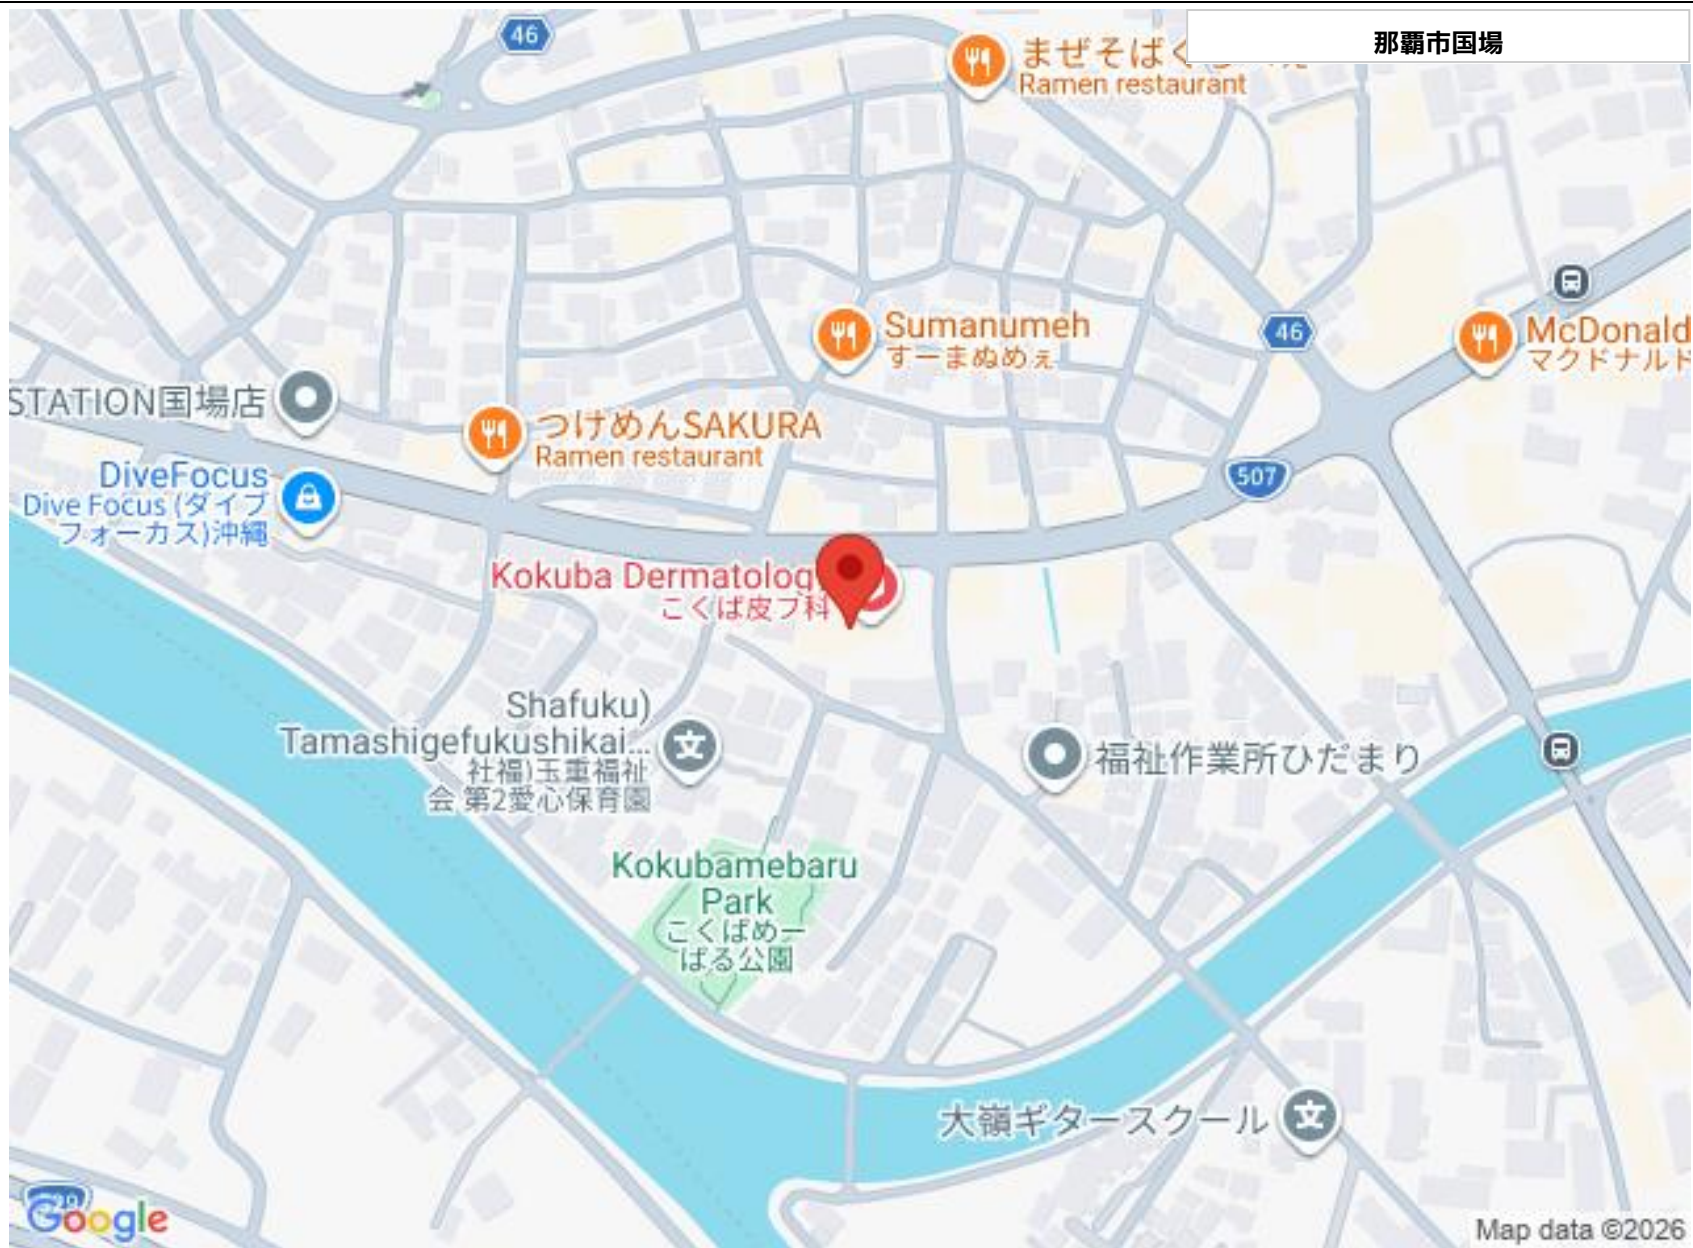 46
那覇市国場
まぜそばく
Ramen restaurant
Sumanumeh
すーまぬめぇ
46
McDonald
マクドナルド
STATION国場店
つけめんSAKURA
Ramen restaurant
507
DiveFocus
Dive Focus (ダイブ
フォーカス)沖縄
Kokuba Dermatolog
こくば皮フ科
Shafuku)
Tamashigefukushikai...
社福)玉重福祉
会 第2愛心保育園
福祉作業所ひだまり
Kokubamebaru
Park
こくばめー
ばる公園
大嶺ギタースクール
Google
Map data ©2026